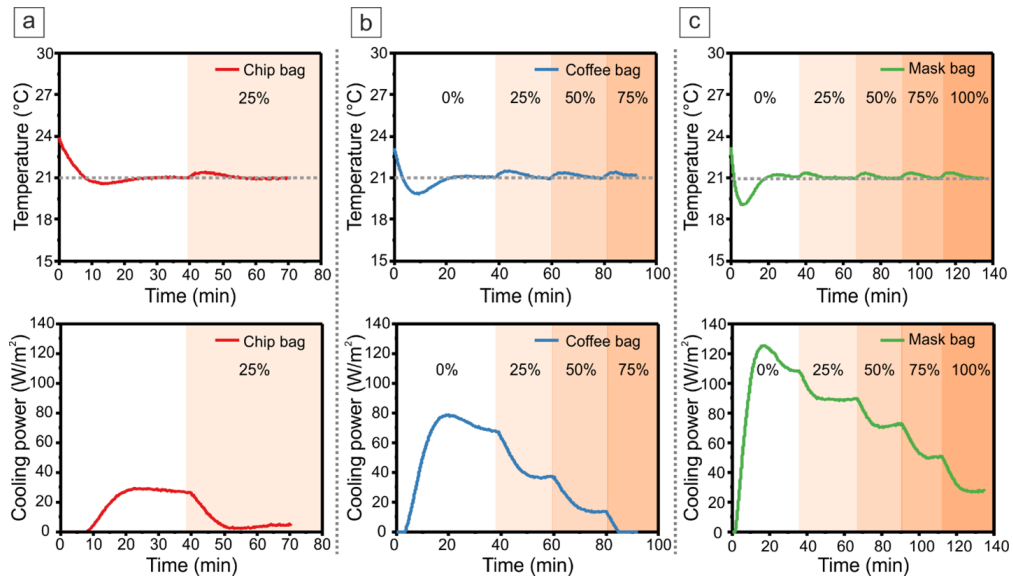 a
30
27
24
21
18
15
Temperature (°C)
Chip bag
25%
0 10 20 30 40 50 60 70 80
Time (min)
140
120
100
80
60
40
20
0
Cooling power (W/m²)
Chip bag
25%
0 10 20 30 40 50 60 70 80
Time (min)
b
30
27
24
21
18
15
Temperature (°C)
Coffee bag
0% 25% 50% 75%
0 20 40 60 80 100
Time (min)
140
120
100
80
60
40
20
0
Cooling power (W/m²)
Coffee bag
0% 25% 50% 75%
0 20 40 60 80 100
Time (min)
c
30
27
24
21
18
15
Temperature (°C)
Mask bag
0% 25% 50% 75% 100%
0 20 40 60 80 100 120 140
Time (min)
140
120
100
80
60
40
20
0
Cooling power (W/m²)
Mask bag
0% 25% 50% 75% 100%
0 20 40 60 80 100 120 140
Time (min)